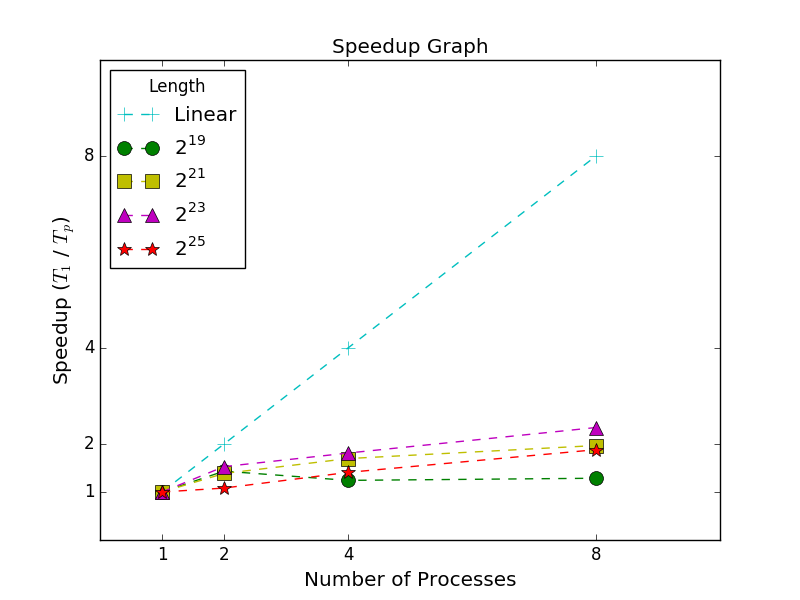 Speedup Graph
Length
Linear
2^19
2^21
2^23
2^25
8
4
2
1
Speedup (T_1 / T_p)
1 2 4 8
Number of Processes